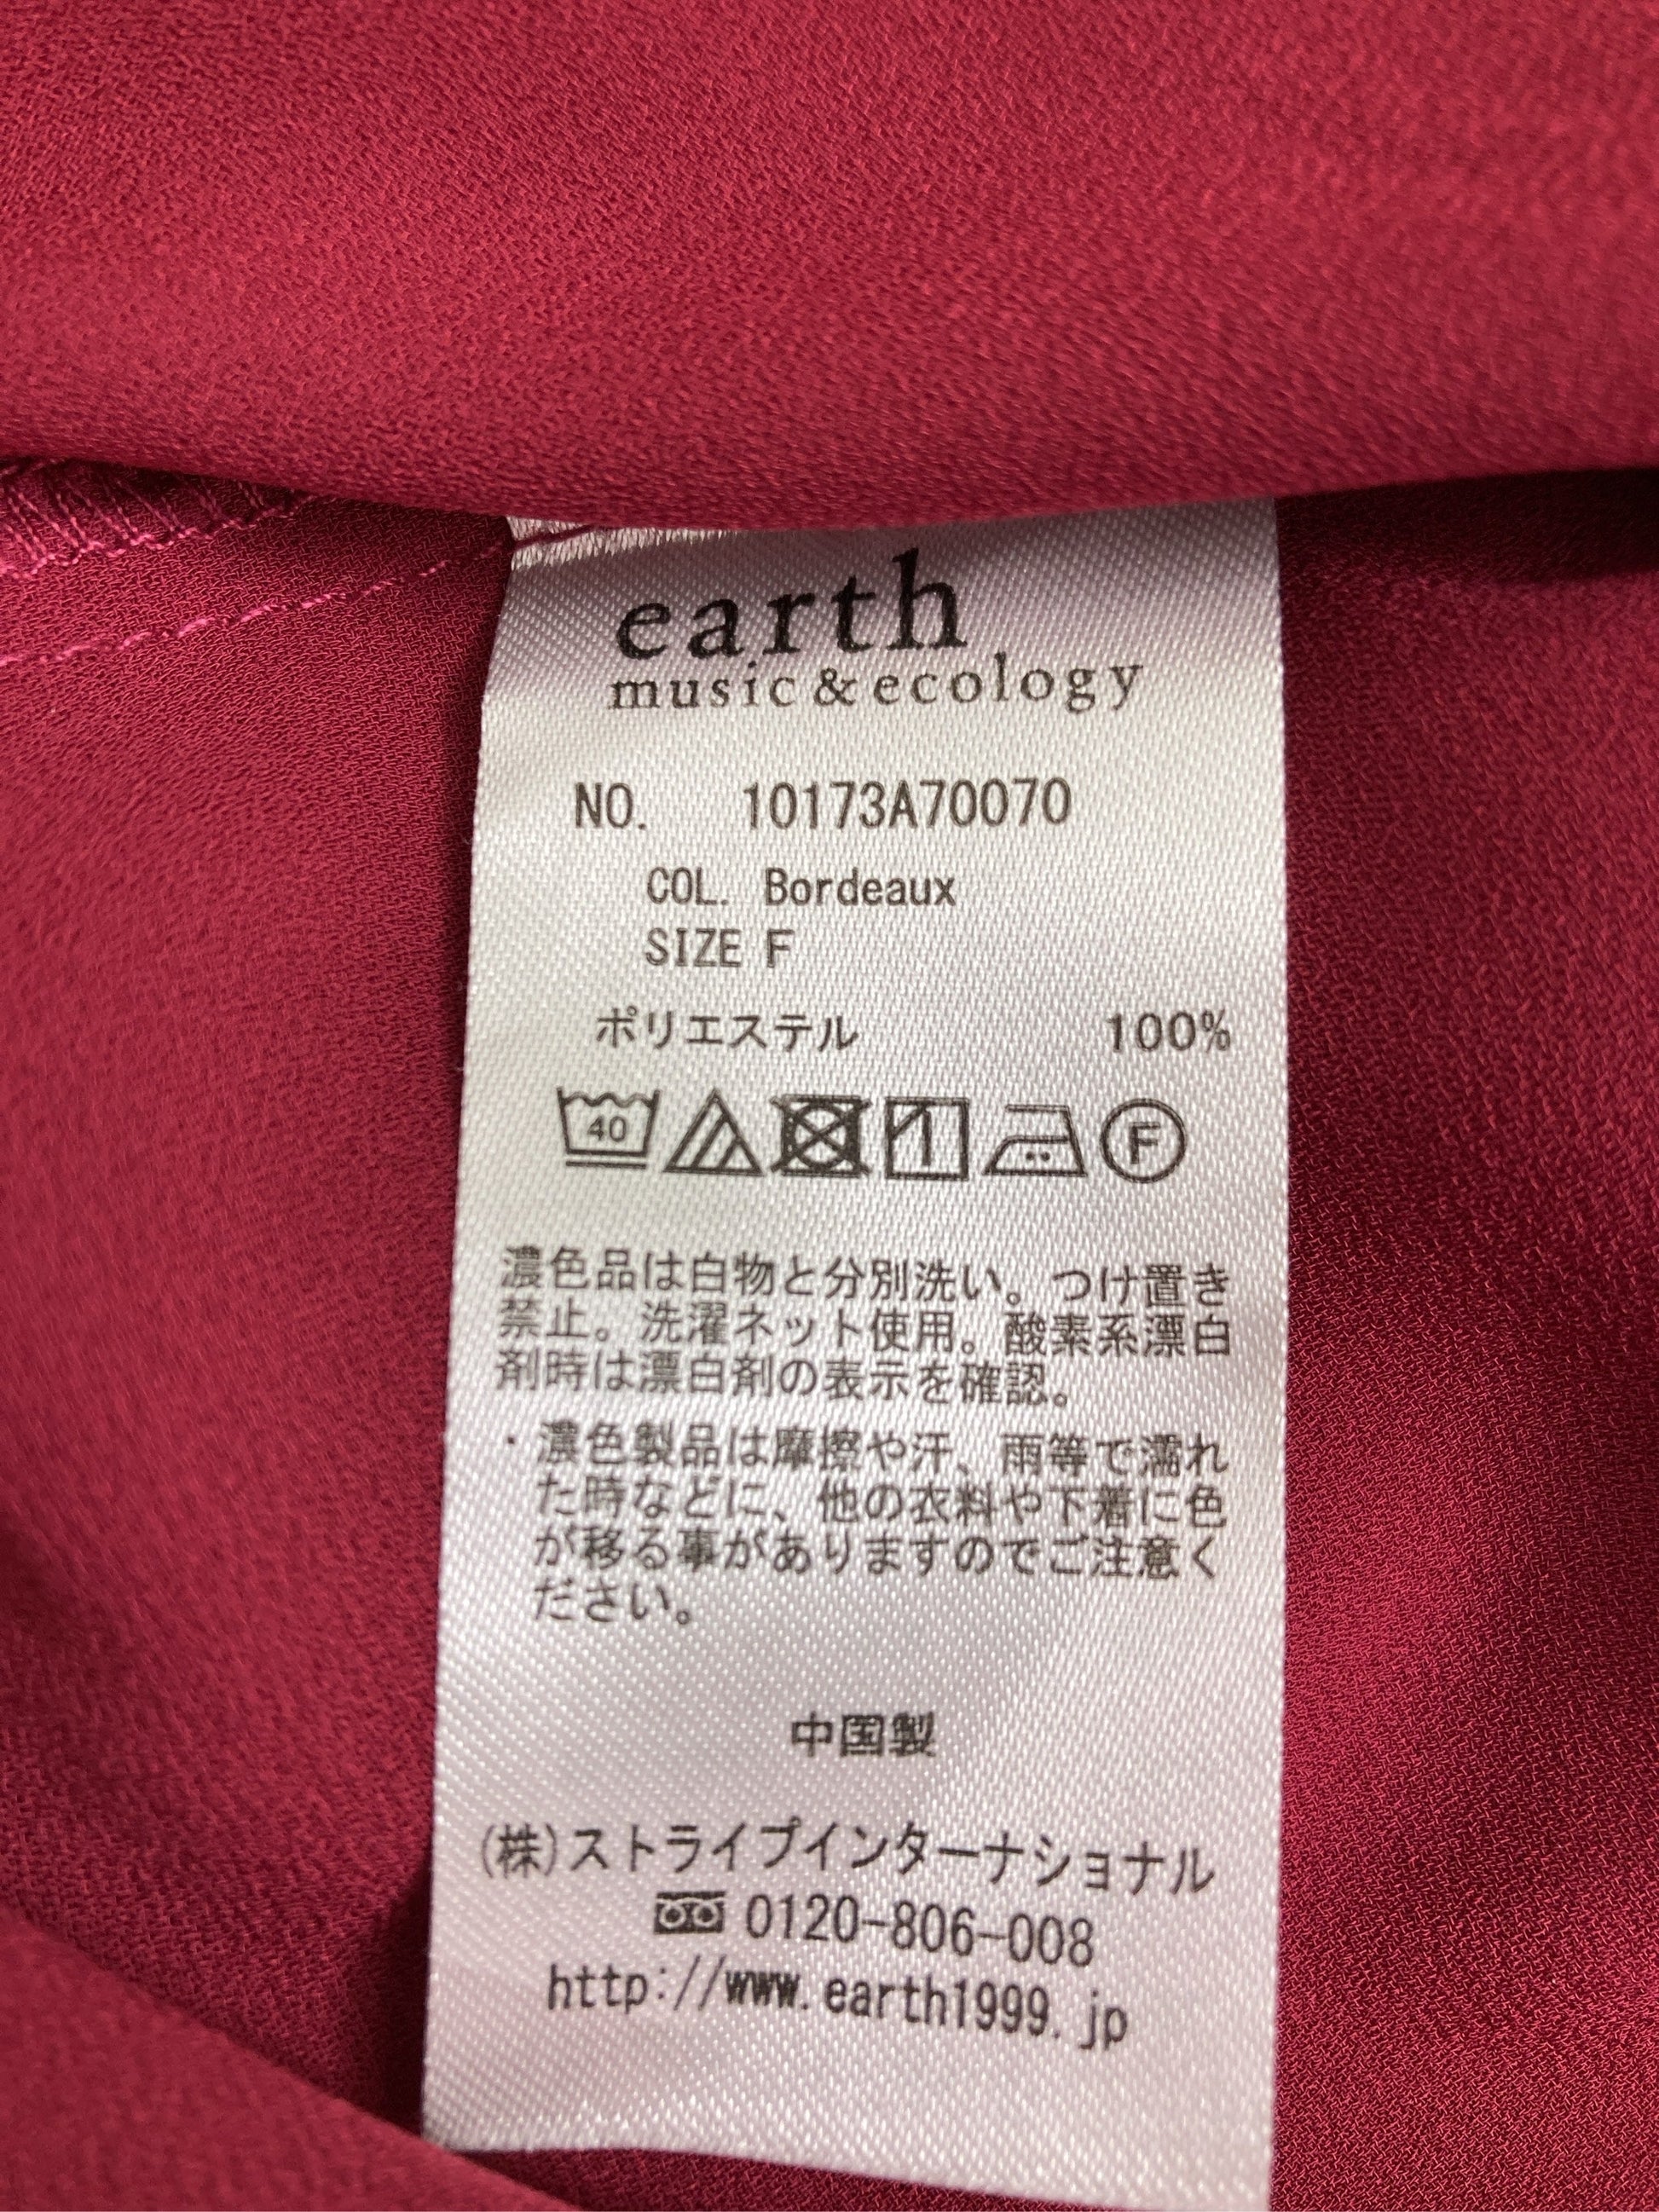 earth
music & ecology
NO. 10173A70070
COL. Bordeaux
SIZE F
ポリエステル 100%
40 F
濃色品は白物と分別洗い。つけ置き
禁止。洗濯ネット使用。酸素系漂白
剤時は漂白剤の表示を確認。
・濃色製品は摩擦や汗、雨等で濡れ
た時などに、他の衣料や下着に色
が移る事がありますのでご注意く
ださい。
中国製
(株)ストライプインターナショナル
0120-806-008
http://www.earth1999.jp